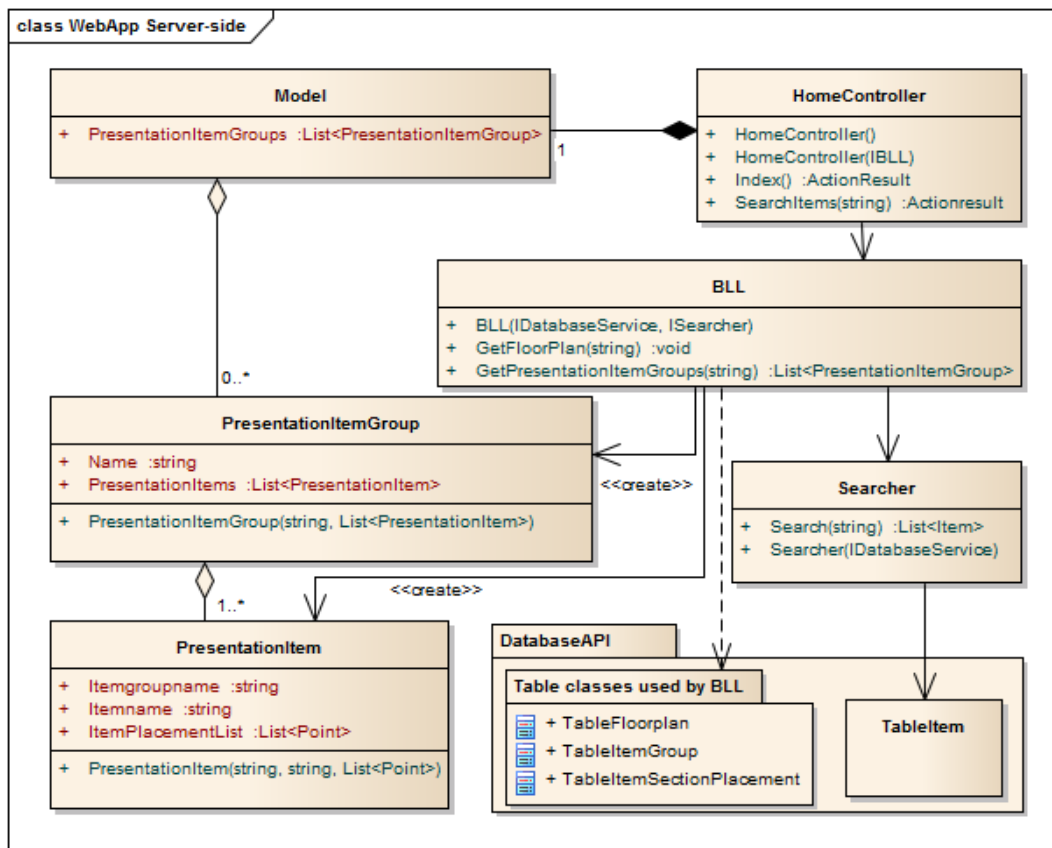 class WebApp Server-side
Model
+ PresentationItemGroups :List<PresentationItemGroup>
1
HomeController
+ HomeController()
+ HomeController(IBLL)
+ Index() :ActionResult
+ SearchItems(string) :Actionresult
BLL
+ BLL(IDatabaseService, ISearcher)
+ GetFloorPlan(string) :void
+ GetPresentationItemGroups(string) :List<PresentationItemGroup>
0..*
PresentationItemGroup
+ Name :string
+ PresentationItems :List<PresentationItem>
+ PresentationItemGroup(string, List<PresentationItem>)
<<create>>
Searcher
+ Search(string) :List<Item>
+ Searcher(IDatabaseService)
<<create>>
1..*
PresentationItem
+ Itemgroupname :string
+ Itemname :string
+ ItemPlacementList :List<Point>
+ PresentationItem(string, string, List<Point>)
DatabaseAPI
Table classes used by BLL
+ TableFloorplan
+ TableItemGroup
+ TableItemSectionPlacement
TableItem